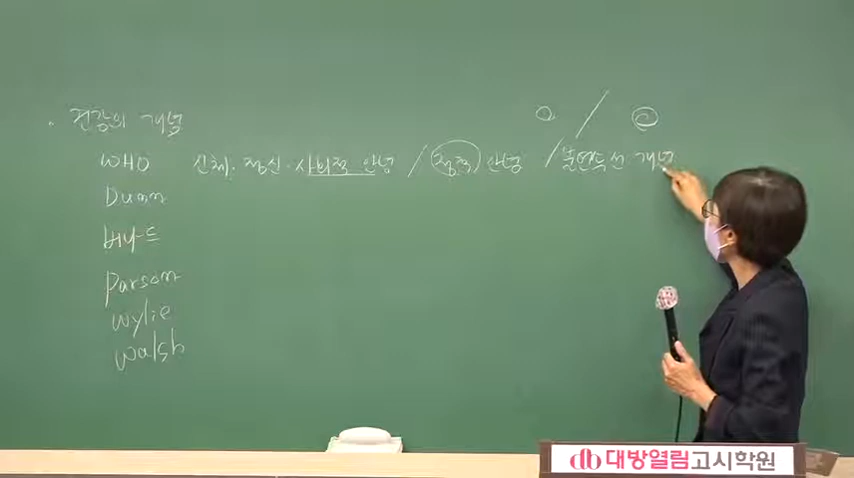 . 건강의 개념
WHO 신체. 정신. 사회적 안녕 / 정적 안녕 / 불연속선 개념
Dunn
버나드
Parson
Wylie
Walsh
대방열림고시학원